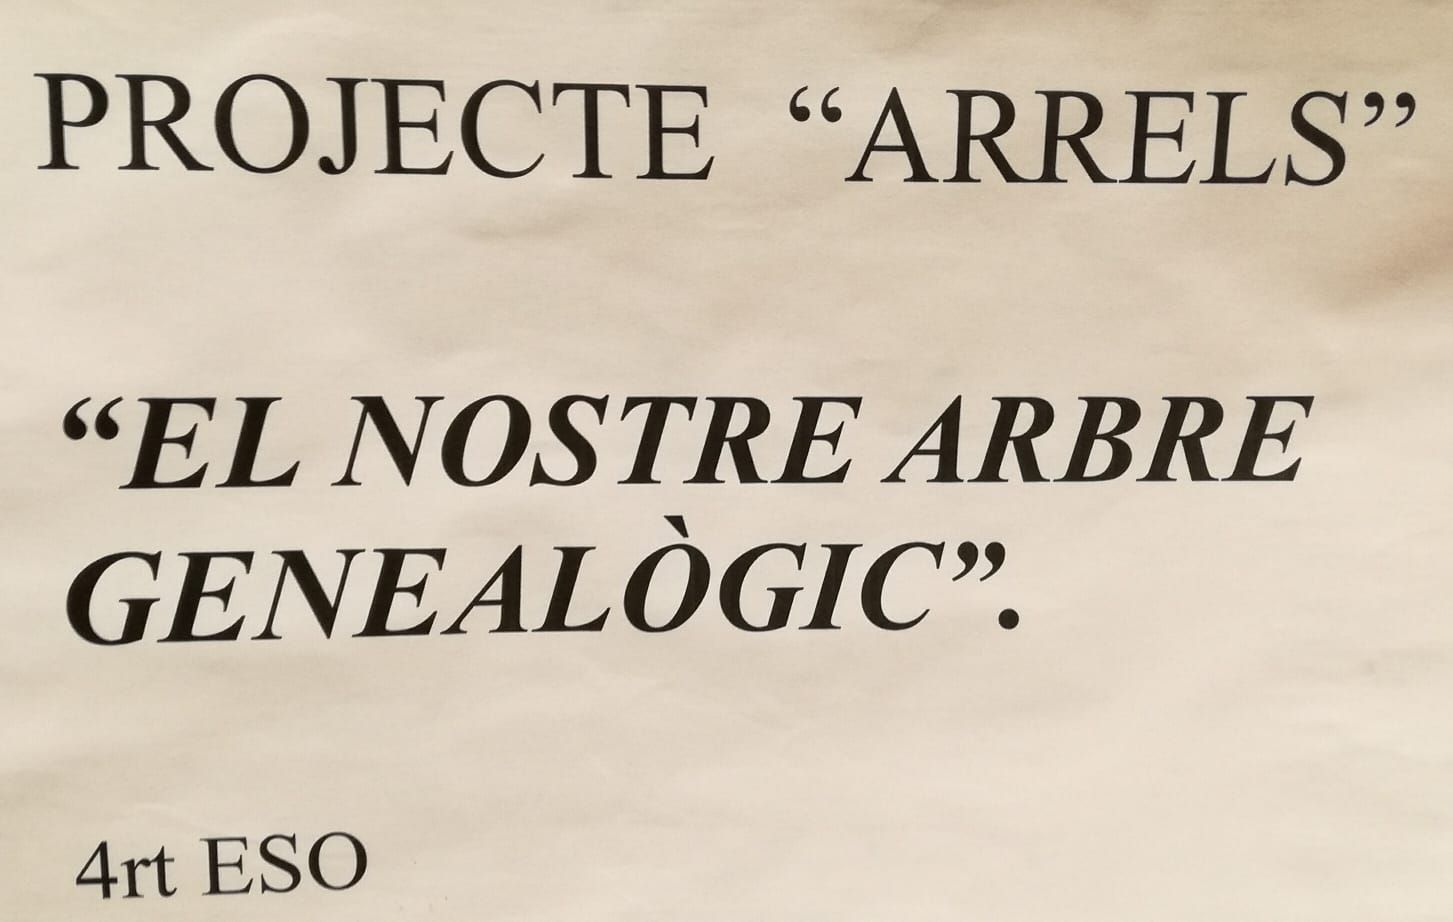 PROJECTE “ARRELS”
“EL NOSTRE ARBRE
GENEALÒGIC”.
4rt ESO